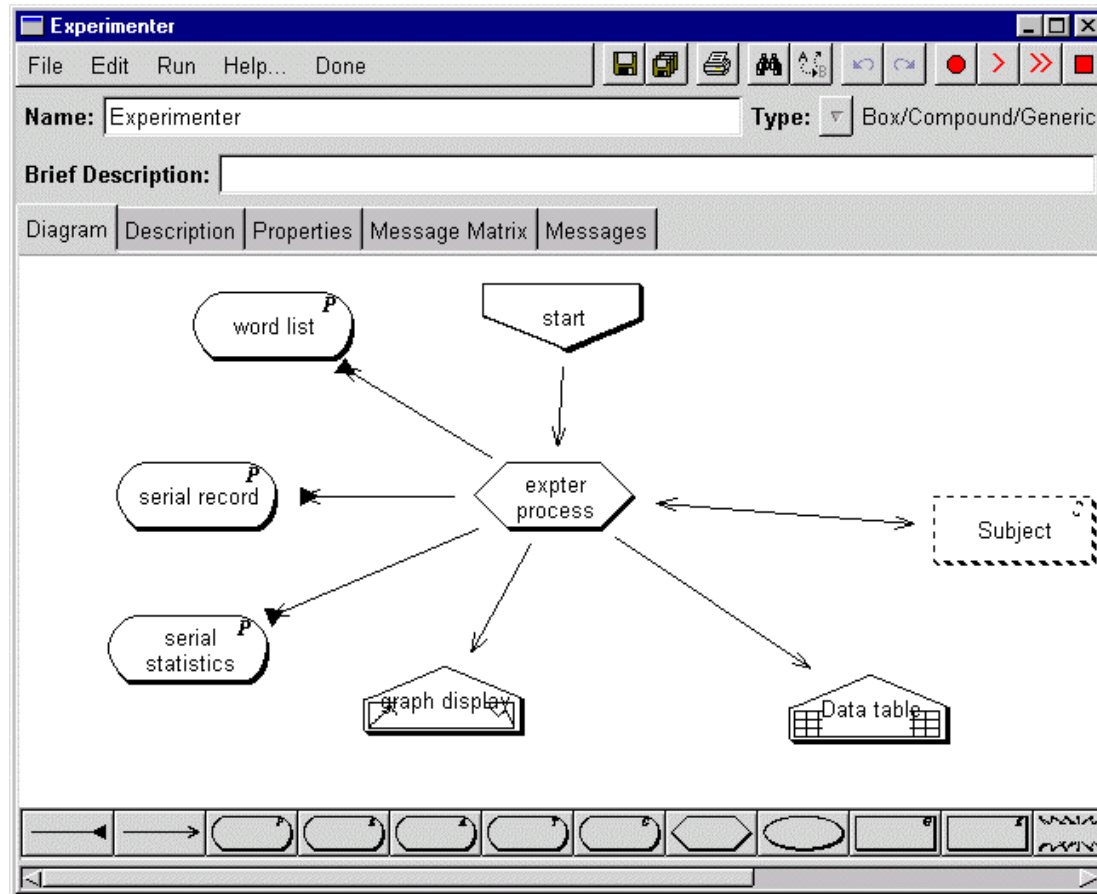 Experimenter
File Edit Run Help... Done
Name: Experimenter Type: Box/Compound/Generic
Brief Description:
Diagram Description Properties Message Matrix Messages
P
word list
start
P
serial record
expter
process
C
Subject
P
serial
statistics
graph display
Data table